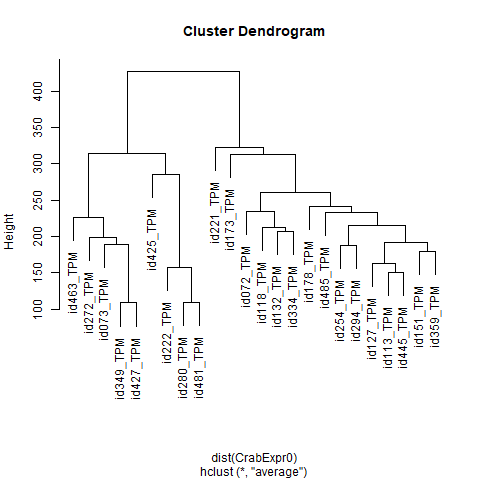 Cluster Dendrogram
Height
400
350
300
250
200
150
100
id463_TPM
id272_TPM
id073_TPM
id349_TPM
id427_TPM
id425_TPM
id222_TPM
id280_TPM
id481_TPM
id221_TPM
id173_TPM
id072_TPM
id118_TPM
id132_TPM
id334_TPM
id178_TPM
id485_TPM
id254_TPM
id294_TPM
id127_TPM
id113_TPM
id445_TPM
id151_TPM
id359_TPM
dist(CrabExpr0)
hclust (*, "average")